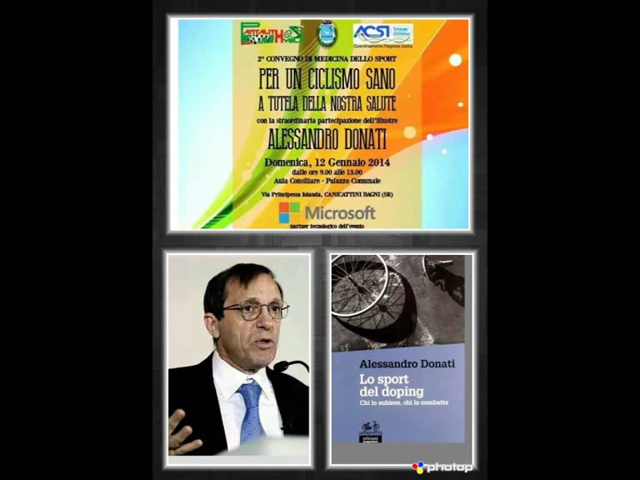 ACSI
Coordinamento Regione Sicilia
2° CONVEGNO DI MEDICINA DELLO SPORT
PER UN CICLISMO SANO
A TUTELA DELLA NOSTRA SALUTE
con la straordinaria partecipazione dell'illustre
ALESSANDRO DONATI
Domenica, 12 Gennaio 2014
dalle ore 9.00 alle 13.00
Aula Consiliare - Palazzo Comunale
Via Principessa Iolanda, CANICATTINI BAGNI (SR)
Microsoft
partner tecnologico dell'evento
Alessandro Donati
Lo sport
del doping
Chi lo subisce, chi lo combatte
photop